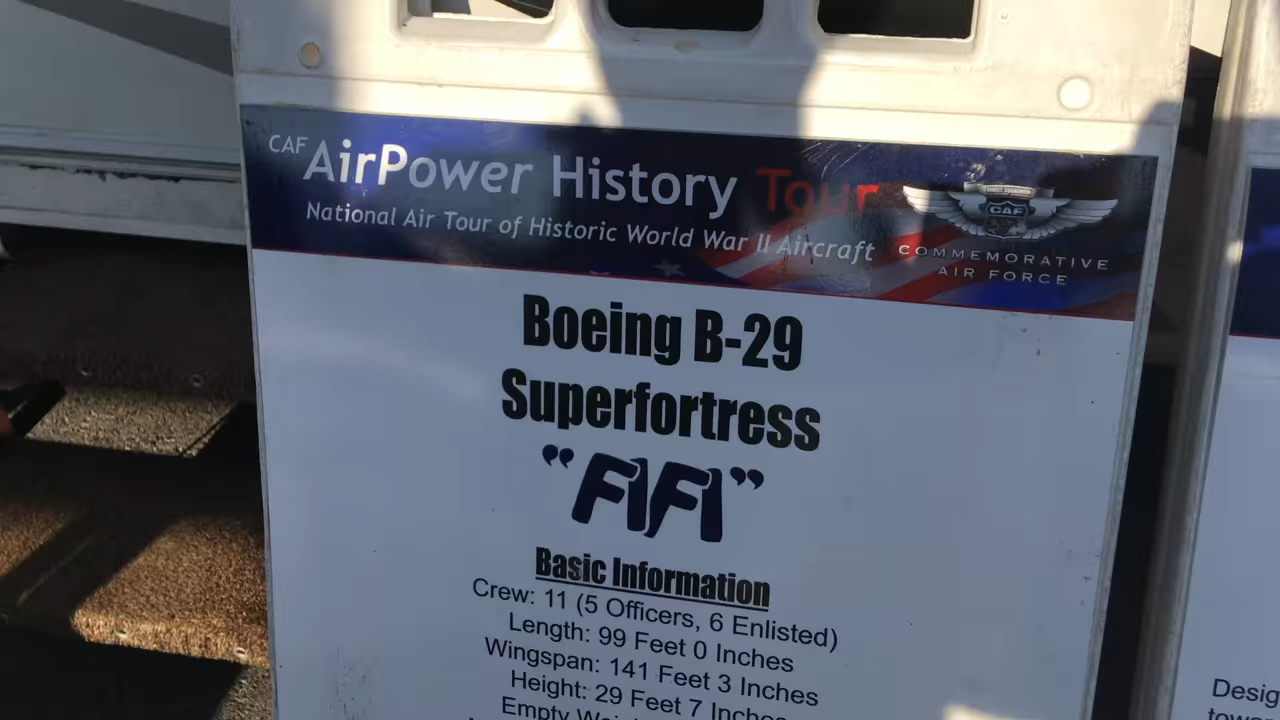 CAF AirPower History Tour
National Air Tour of Historic World War II Aircraft
CAF
COMMEMORATIVE
AIR FORCE
Boeing B-29
Superfortress
"FIFI"
Basic Information
Crew: 11 (5 Officers, 6 Enlisted)
Length: 99 Feet 0 Inches
Wingspan: 141 Feet 3 Inches
Height: 29 Feet 7 Inches
Empty
Desig